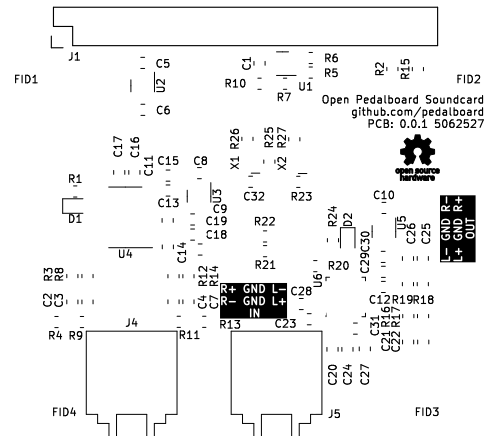 J1
C5
U2
C6
C1
R6
R5
U1
R7
R10
R2
R15
FID1
FID2
Open Pedalboard Soundcard
github.com/pedalboard
PCB: 0.0.1 5062527
open source
hardware
R26
R25
R27
X1
X2
C32
R23
C17
C16
C11
C15
C8
R1
D1
C13
U3
C9
C19
C18
U4
C14
R22
R21
R24
D2
C10
U5
C30
C29
C26
C25
L- GND R-
L+ GND R+
OUT
R3
R8
R12
R14
U6
R20
C2
C3
C4
C7
R+ GND L-
R- GND L+
IN
C28
C12
R19
R18
R4
R9
J4
R11
R13
C23
C31
R16
R17
C21
C22
C20
C24
C27
FID4
J5
FID3